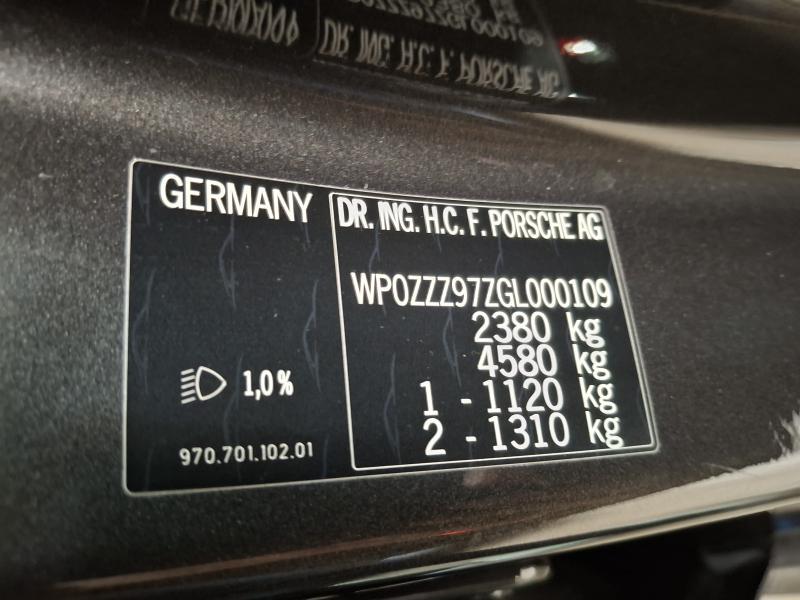 GERMANY
DR. ING. H.C. F. PORSCHE AG
WP0ZZZ97ZGL000109
2380 kg
4580 kg
1 - 1120 kg
2 - 1310 kg
1,0%
970.701.102.01